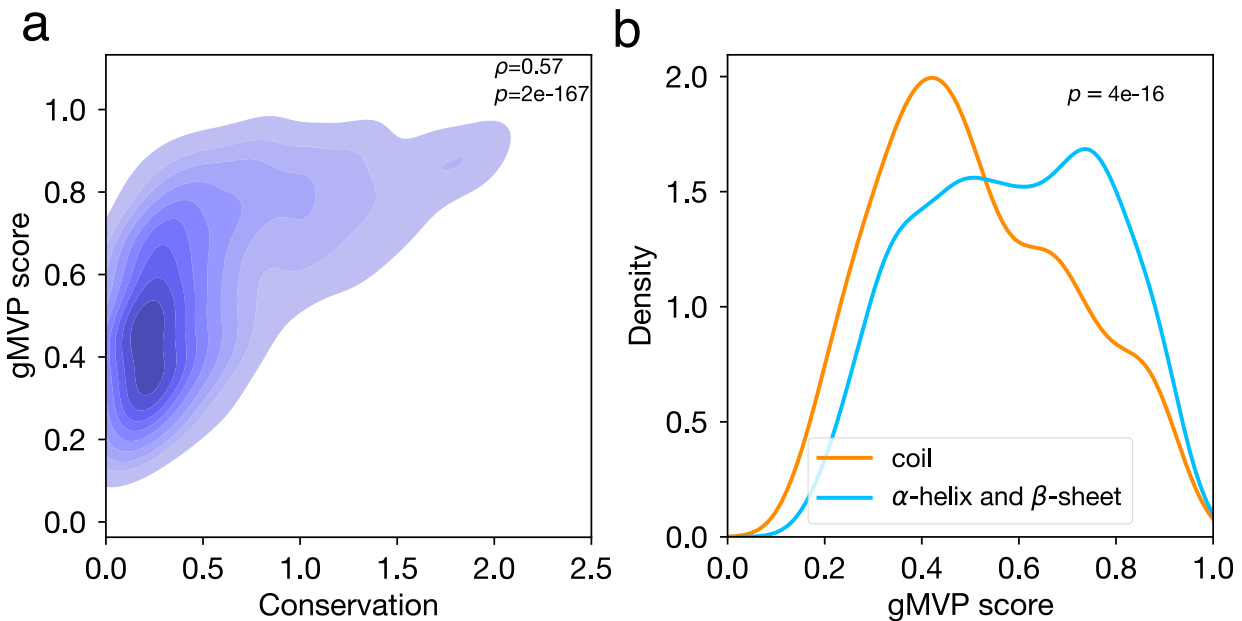 a
ρ=0.57
p=2e-167
gMVP score
1.0
0.8
0.6
0.4
0.2
0.0
0.0 0.5 1.0 1.5 2.0 2.5
Conservation
b
p = 4e-16
Density
2.0
1.5
1.0
0.5
0.0
coil
α-helix and β-sheet
0.0 0.2 0.4 0.6 0.8 1.0
gMVP score